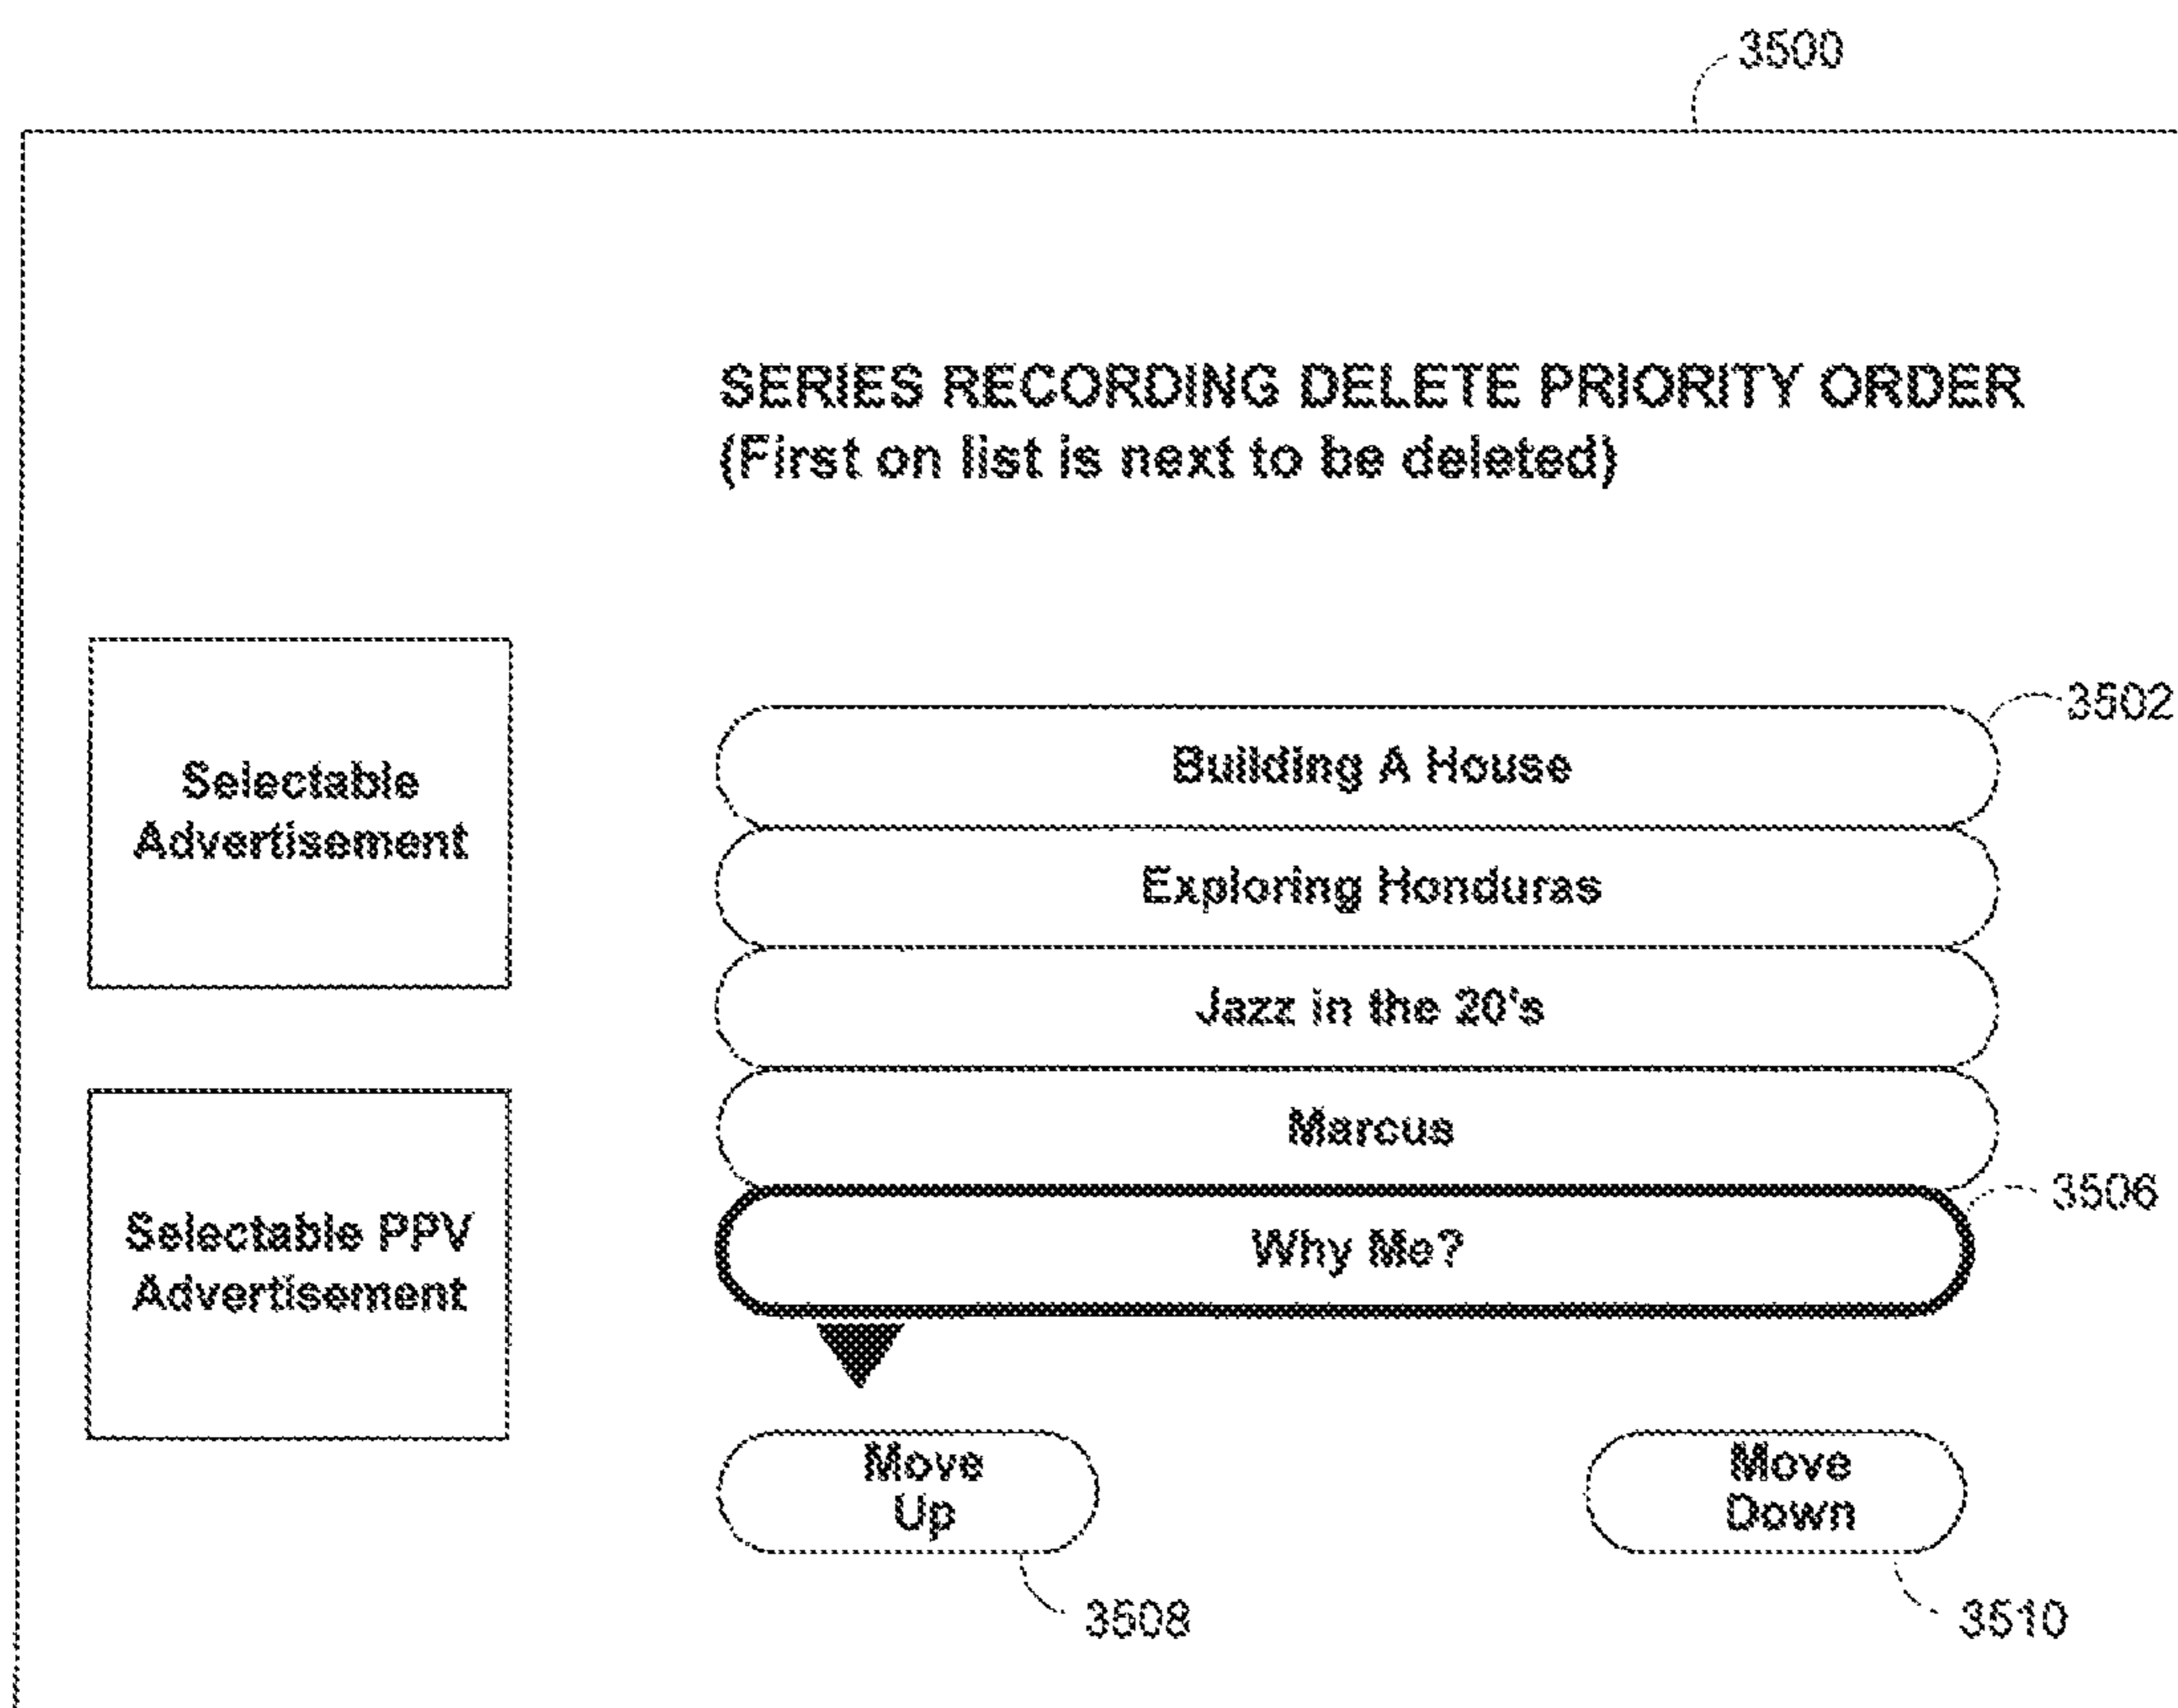 3500
SERIES RECORDING DELETE PRIORITY ORDER
(First on list is next to be deleted)
Selectable
Advertisement
Selectable PPV
Advertisement
3502
Building A House
Exploring Honduras
Jazz in the 20's
Marcus
3506
Why Me?
Move
Up
Move
Down
3508
3510